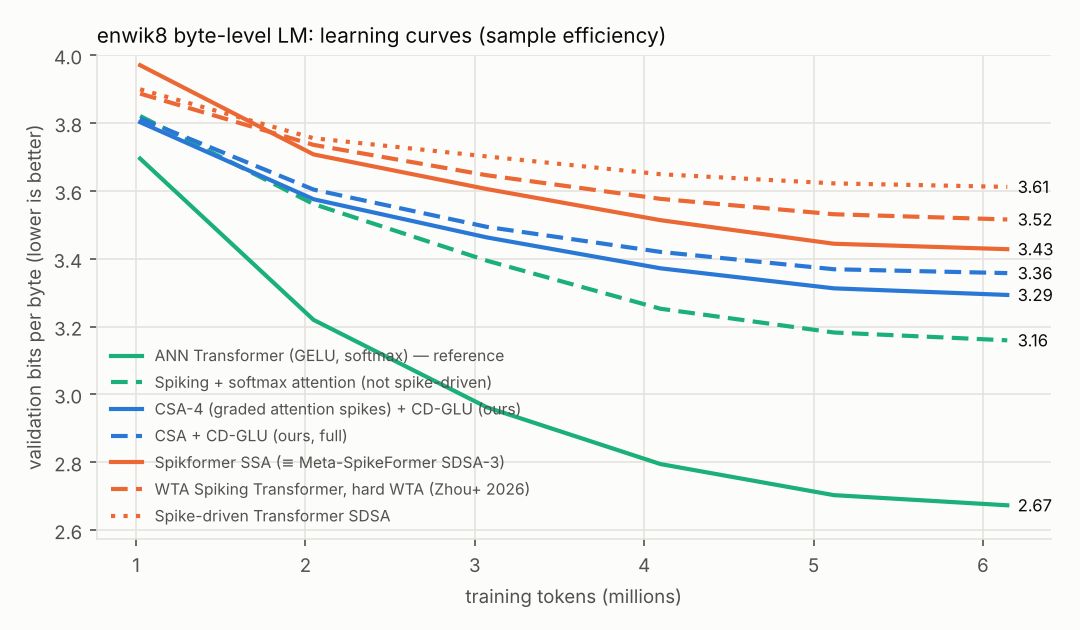 enwik8 byte-level LM: learning curves (sample efficiency)
validation bits per byte (lower is better)
4.0
3.8
3.6
3.4
3.2
3.0
2.8
2.6
3.61
3.52
3.43
3.36
3.29
3.16
2.67
ANN Transformer (GELU, softmax) — reference
Spiking + softmax attention (not spike-driven)
CSA-4 (graded attention spikes) + CD-GLU (ours)
CSA + CD-GLU (ours, full)
Spikformer SSA (≡ Meta-SpikeFormer SDSA-3)
WTA Spiking Transformer, hard WTA (Zhou+ 2026)
Spike-driven Transformer SDSA
1 2 3 4 5 6
training tokens (millions)